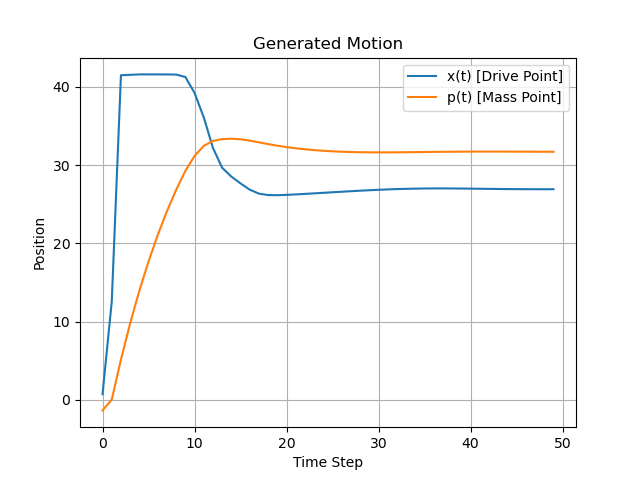 Generated Motion
x(t) [Drive Point]
p(t) [Mass Point]
Position
40
30
20
10
0
0 10 20 30 40 50
Time Step